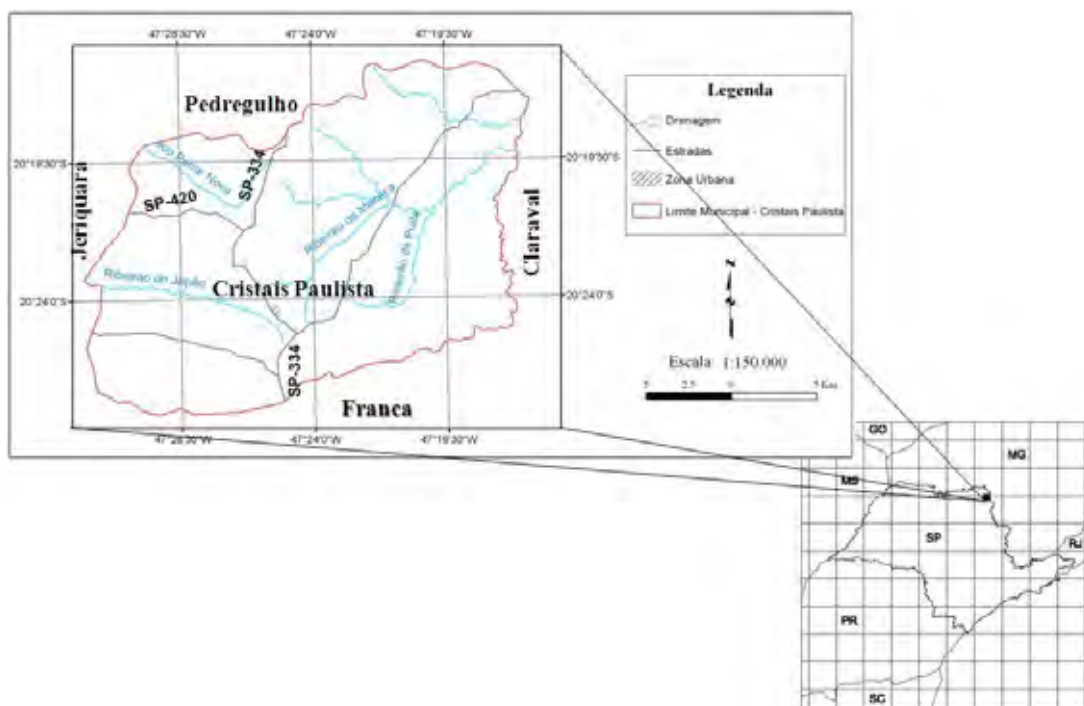 47°28'30"W 47°24'0"W 47°19'30"W
Pedregulho
20°19'30"S
20°19'30"S
Jeriquara
SP-420
SP-334
Claraval
Ribeirão do Japão
Cristais Paulista
20°24'0"S
20°24'0"S
SP-334
Franca
47°28'30"W 47°24'0"W 47°19'30"W
Legenda
Drenagem
Estradas
Zona Urbana
Limite Municipal - Cristais Paulista
N
Escala: 1:150.000
5 2.5 0 5 Km
GO
MG
MS
SP
RJ
PR
SC